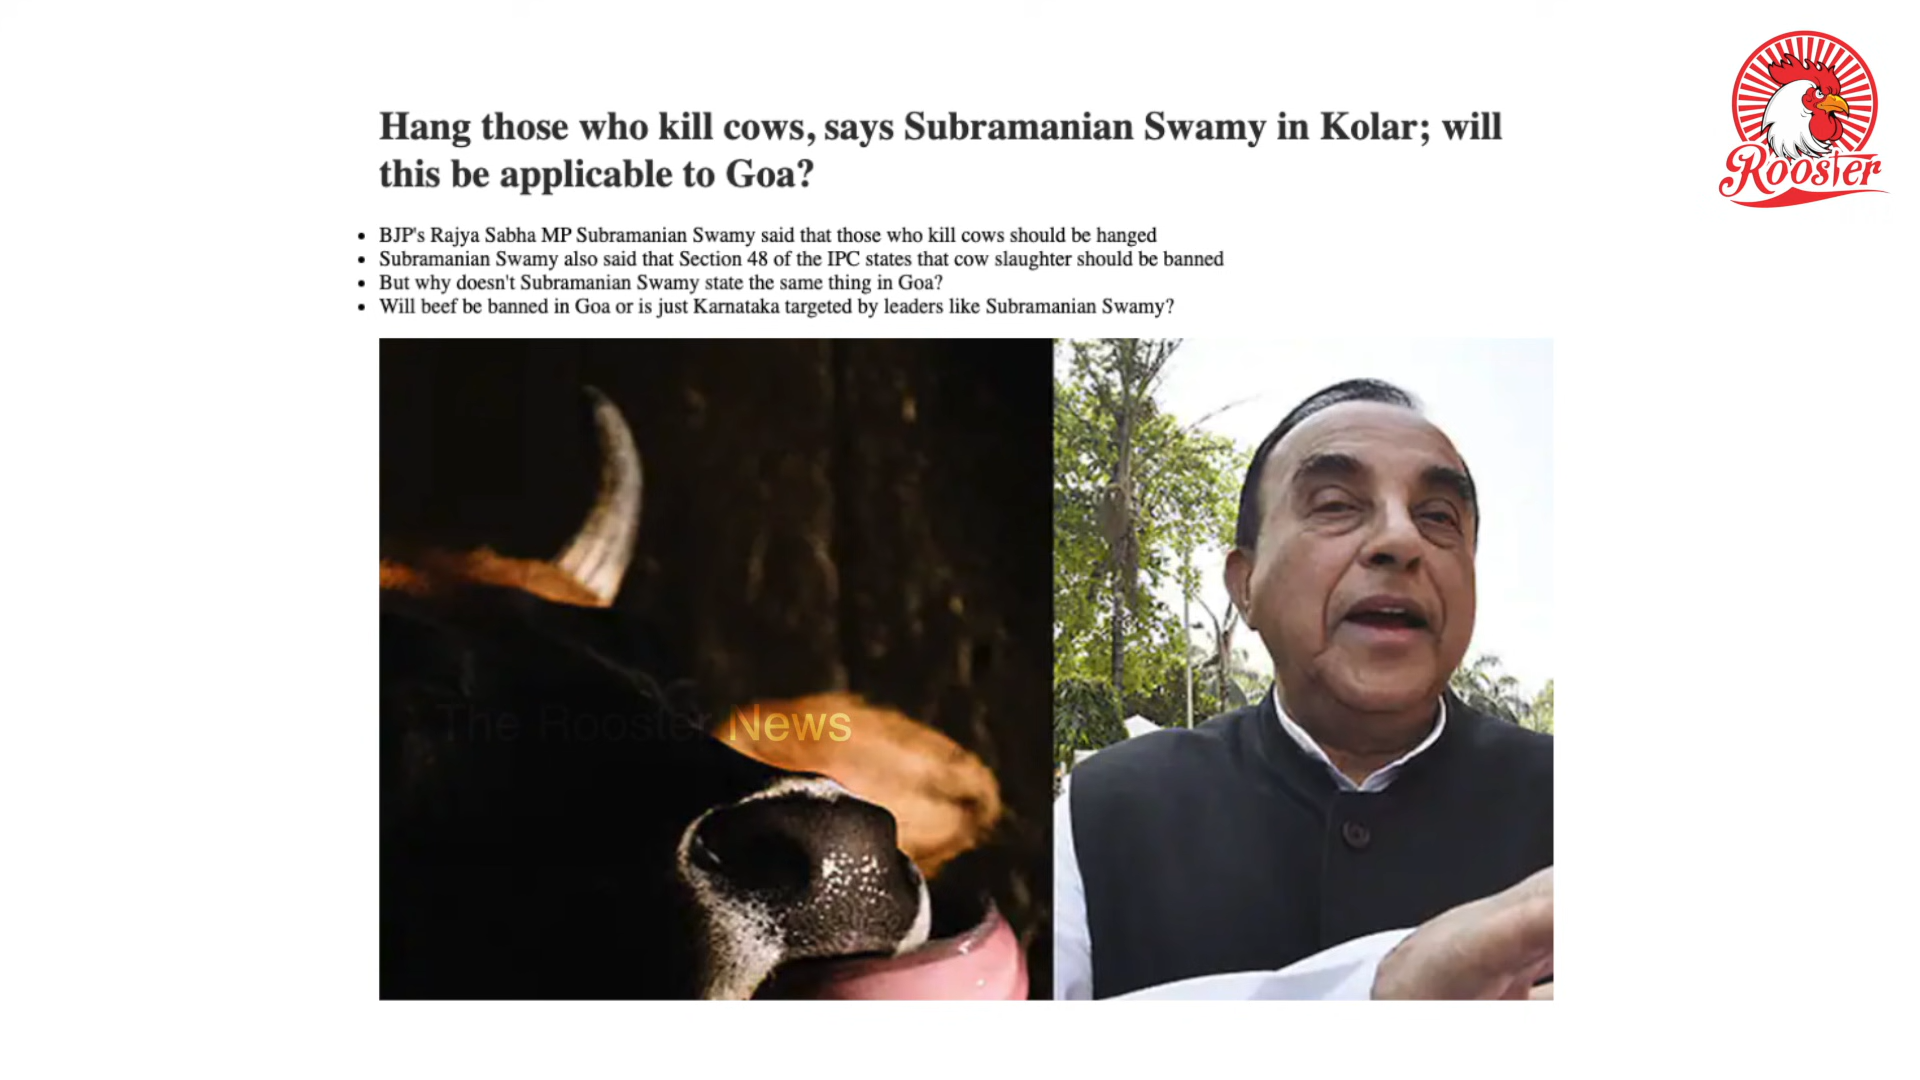 Rooster
Hang those who kill cows, says Subramanian Swamy in Kolar; will
this be applicable to Goa?
• BJP's Rajya Sabha MP Subramanian Swamy said that those who kill cows should be hanged
• Subramanian Swamy also said that Section 48 of the IPC states that cow slaughter should be banned
• But why doesn't Subramanian Swamy state the same thing in Goa?
• Will beef be banned in Goa or is just Karnataka targeted by leaders like Subramanian Swamy?
The Rooster News